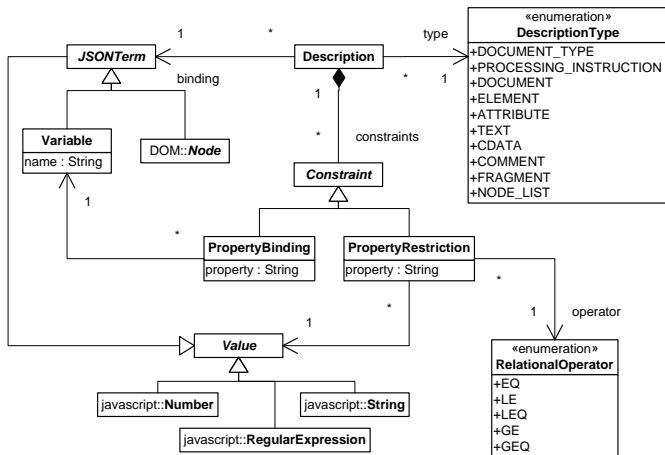 «enumeration»
DescriptionType
+DOCUMENT_TYPE
+PROCESSING_INSTRUCTION
+DOCUMENT
+ELEMENT
+ATTRIBUTE
+TEXT
+CDATA
+COMMENT
+FRAGMENT
+NODE_LIST
1
*
type
JSONTerm
Description
binding
*
1
1
*
constraints
Variable
name : String
DOM::Node
Constraint
1
*
PropertyBinding
property : String
PropertyRestriction
property : String
*
*
1
1
operator
Value
«enumeration»
RelationalOperator
+EQ
+LE
+LEQ
+GE
+GEQ
javascript::Number
javascript::String
javascript::RegularExpression